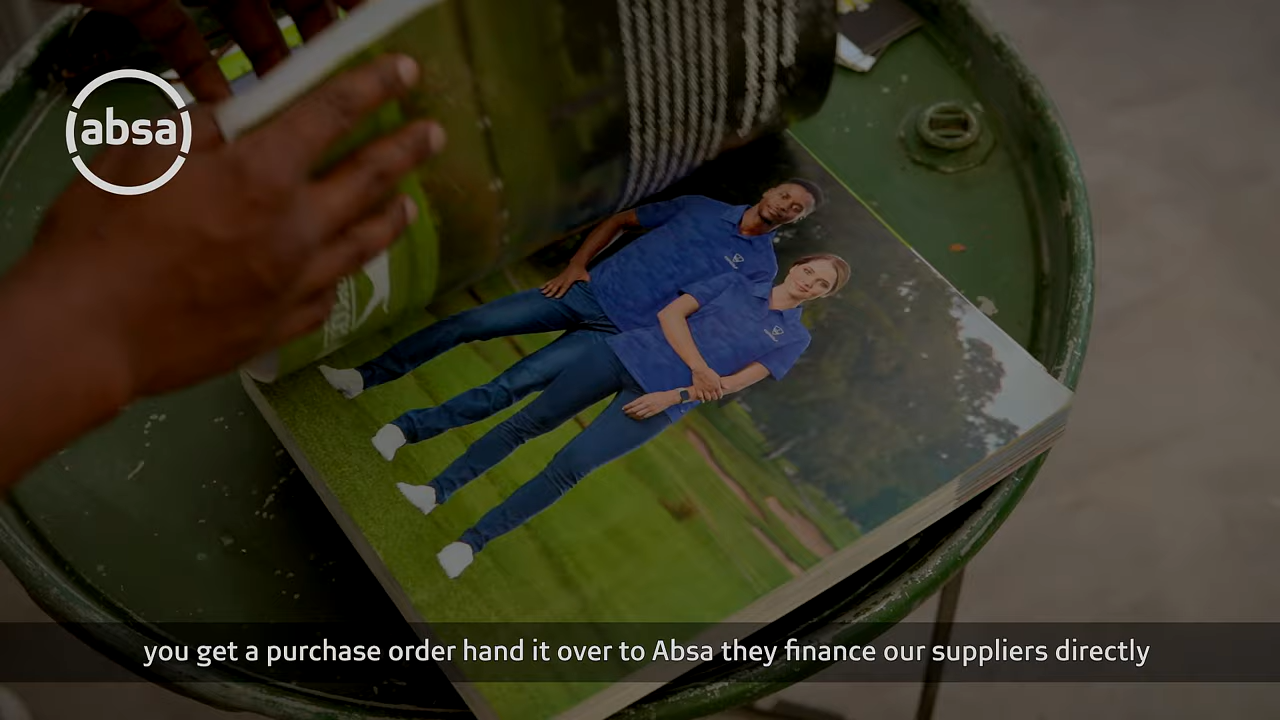 absa
you get a purchase order hand it over to Absa they finance our suppliers directly